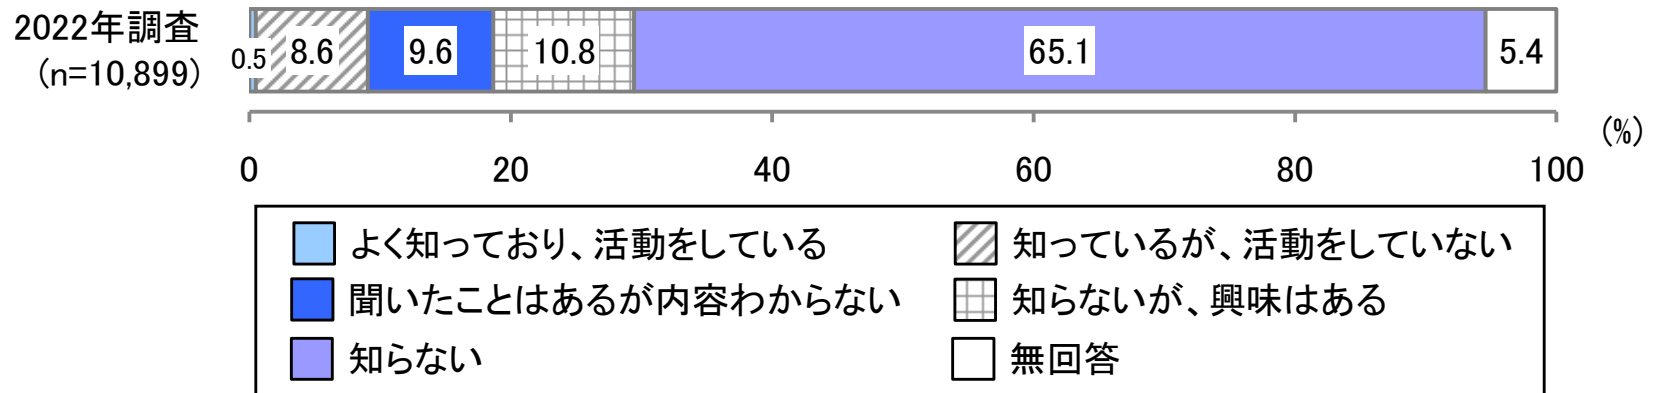 2022年調査
(n=10,899)
0.5
8.6
9.6
10.8
65.1
5.4
(%)
0 20 40 60 80 100
よく知っており、活動をしている 知っているが、活動をしていない
聞いたことはあるが内容わからない 知らないが、興味はある
知らない 無回答